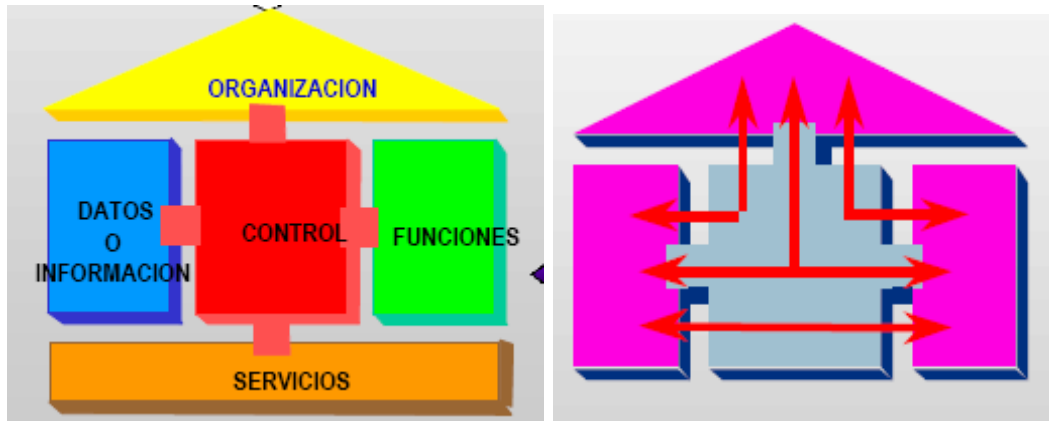 ORGANIZACION
DATOS
O
INFORMACION
CONTROL
FUNCIONES
SERVICIOS